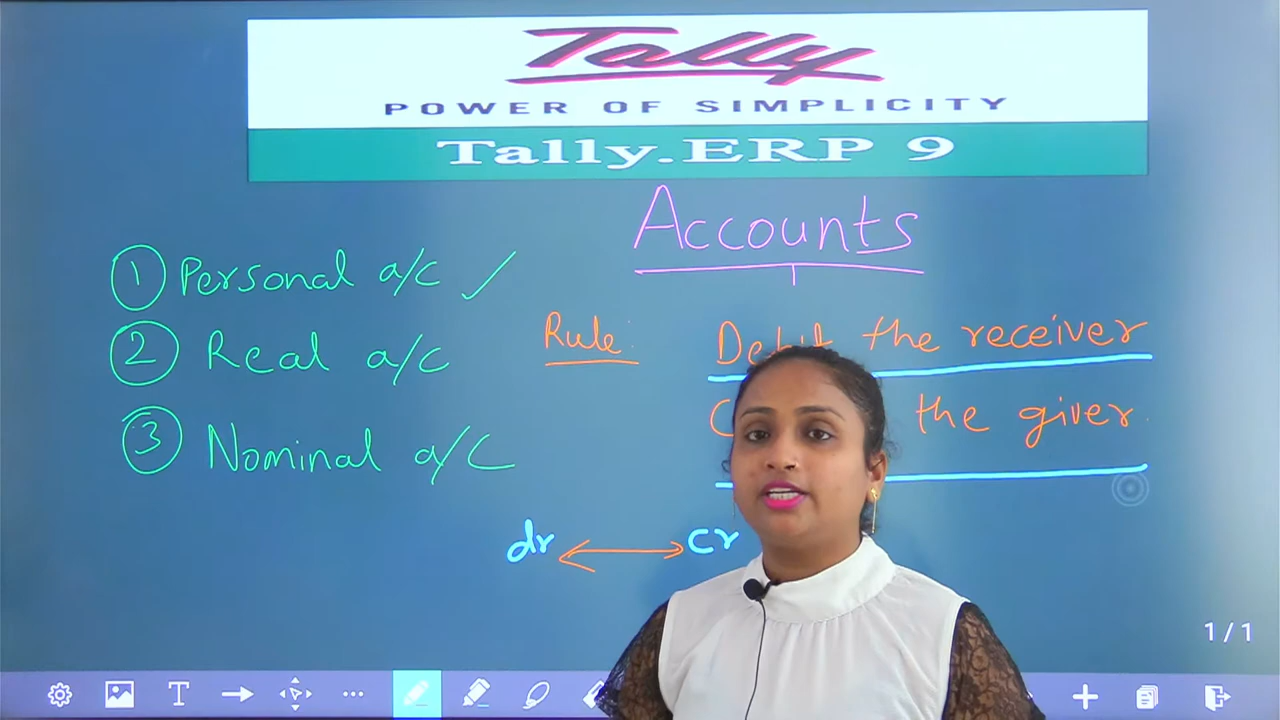 Tally
POWER OF SIMPLICITY
Tally.ERP 9
Accounts
1 Personal a/c ✓
2 Real a/c
3 Nominal a/c
Rule: Debit the receiver
the giver.
dr ↔ cr
1/1
T